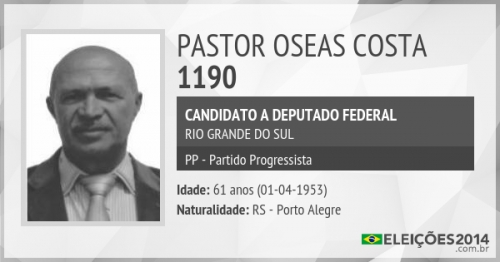 PASTOR OSEAS COSTA
1190
CANDIDATO A DEPUTADO FEDERAL
RIO GRANDE DO SUL
PP - Partido Progressista
Idade: 61 anos (01-04-1953)
Naturalidade: RS - Porto Alegre
ELEIÇÕES2014
.com.br